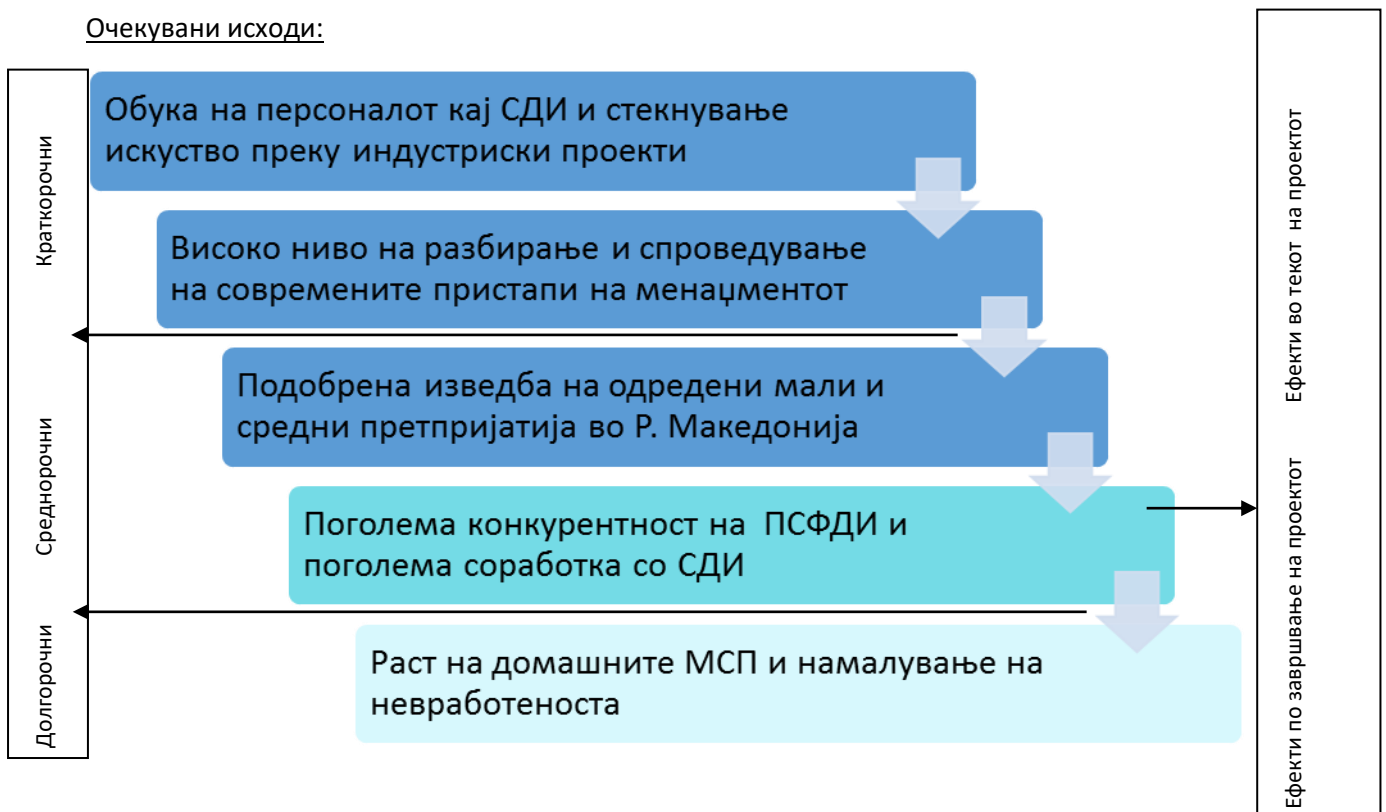 Очекувани исходи:
Краткорочни
Обука на персоналот кај СДИ и стекнување
искуство преку индустриски проекти
Високо ниво на разбирање и спроведување
на современите пристапи на менаџментот
Среднорочни
Подобрена изведба на одредени мали и
средни претпријатија во Р. Македонија
Поголема конкурентност на ПСФДИ и
поголема соработка со СДИ
Долгорочни
Раст на домашните МСП и намалување на
невработеноста
Ефекти во текот на проектот
Ефекти по завршување на проектот